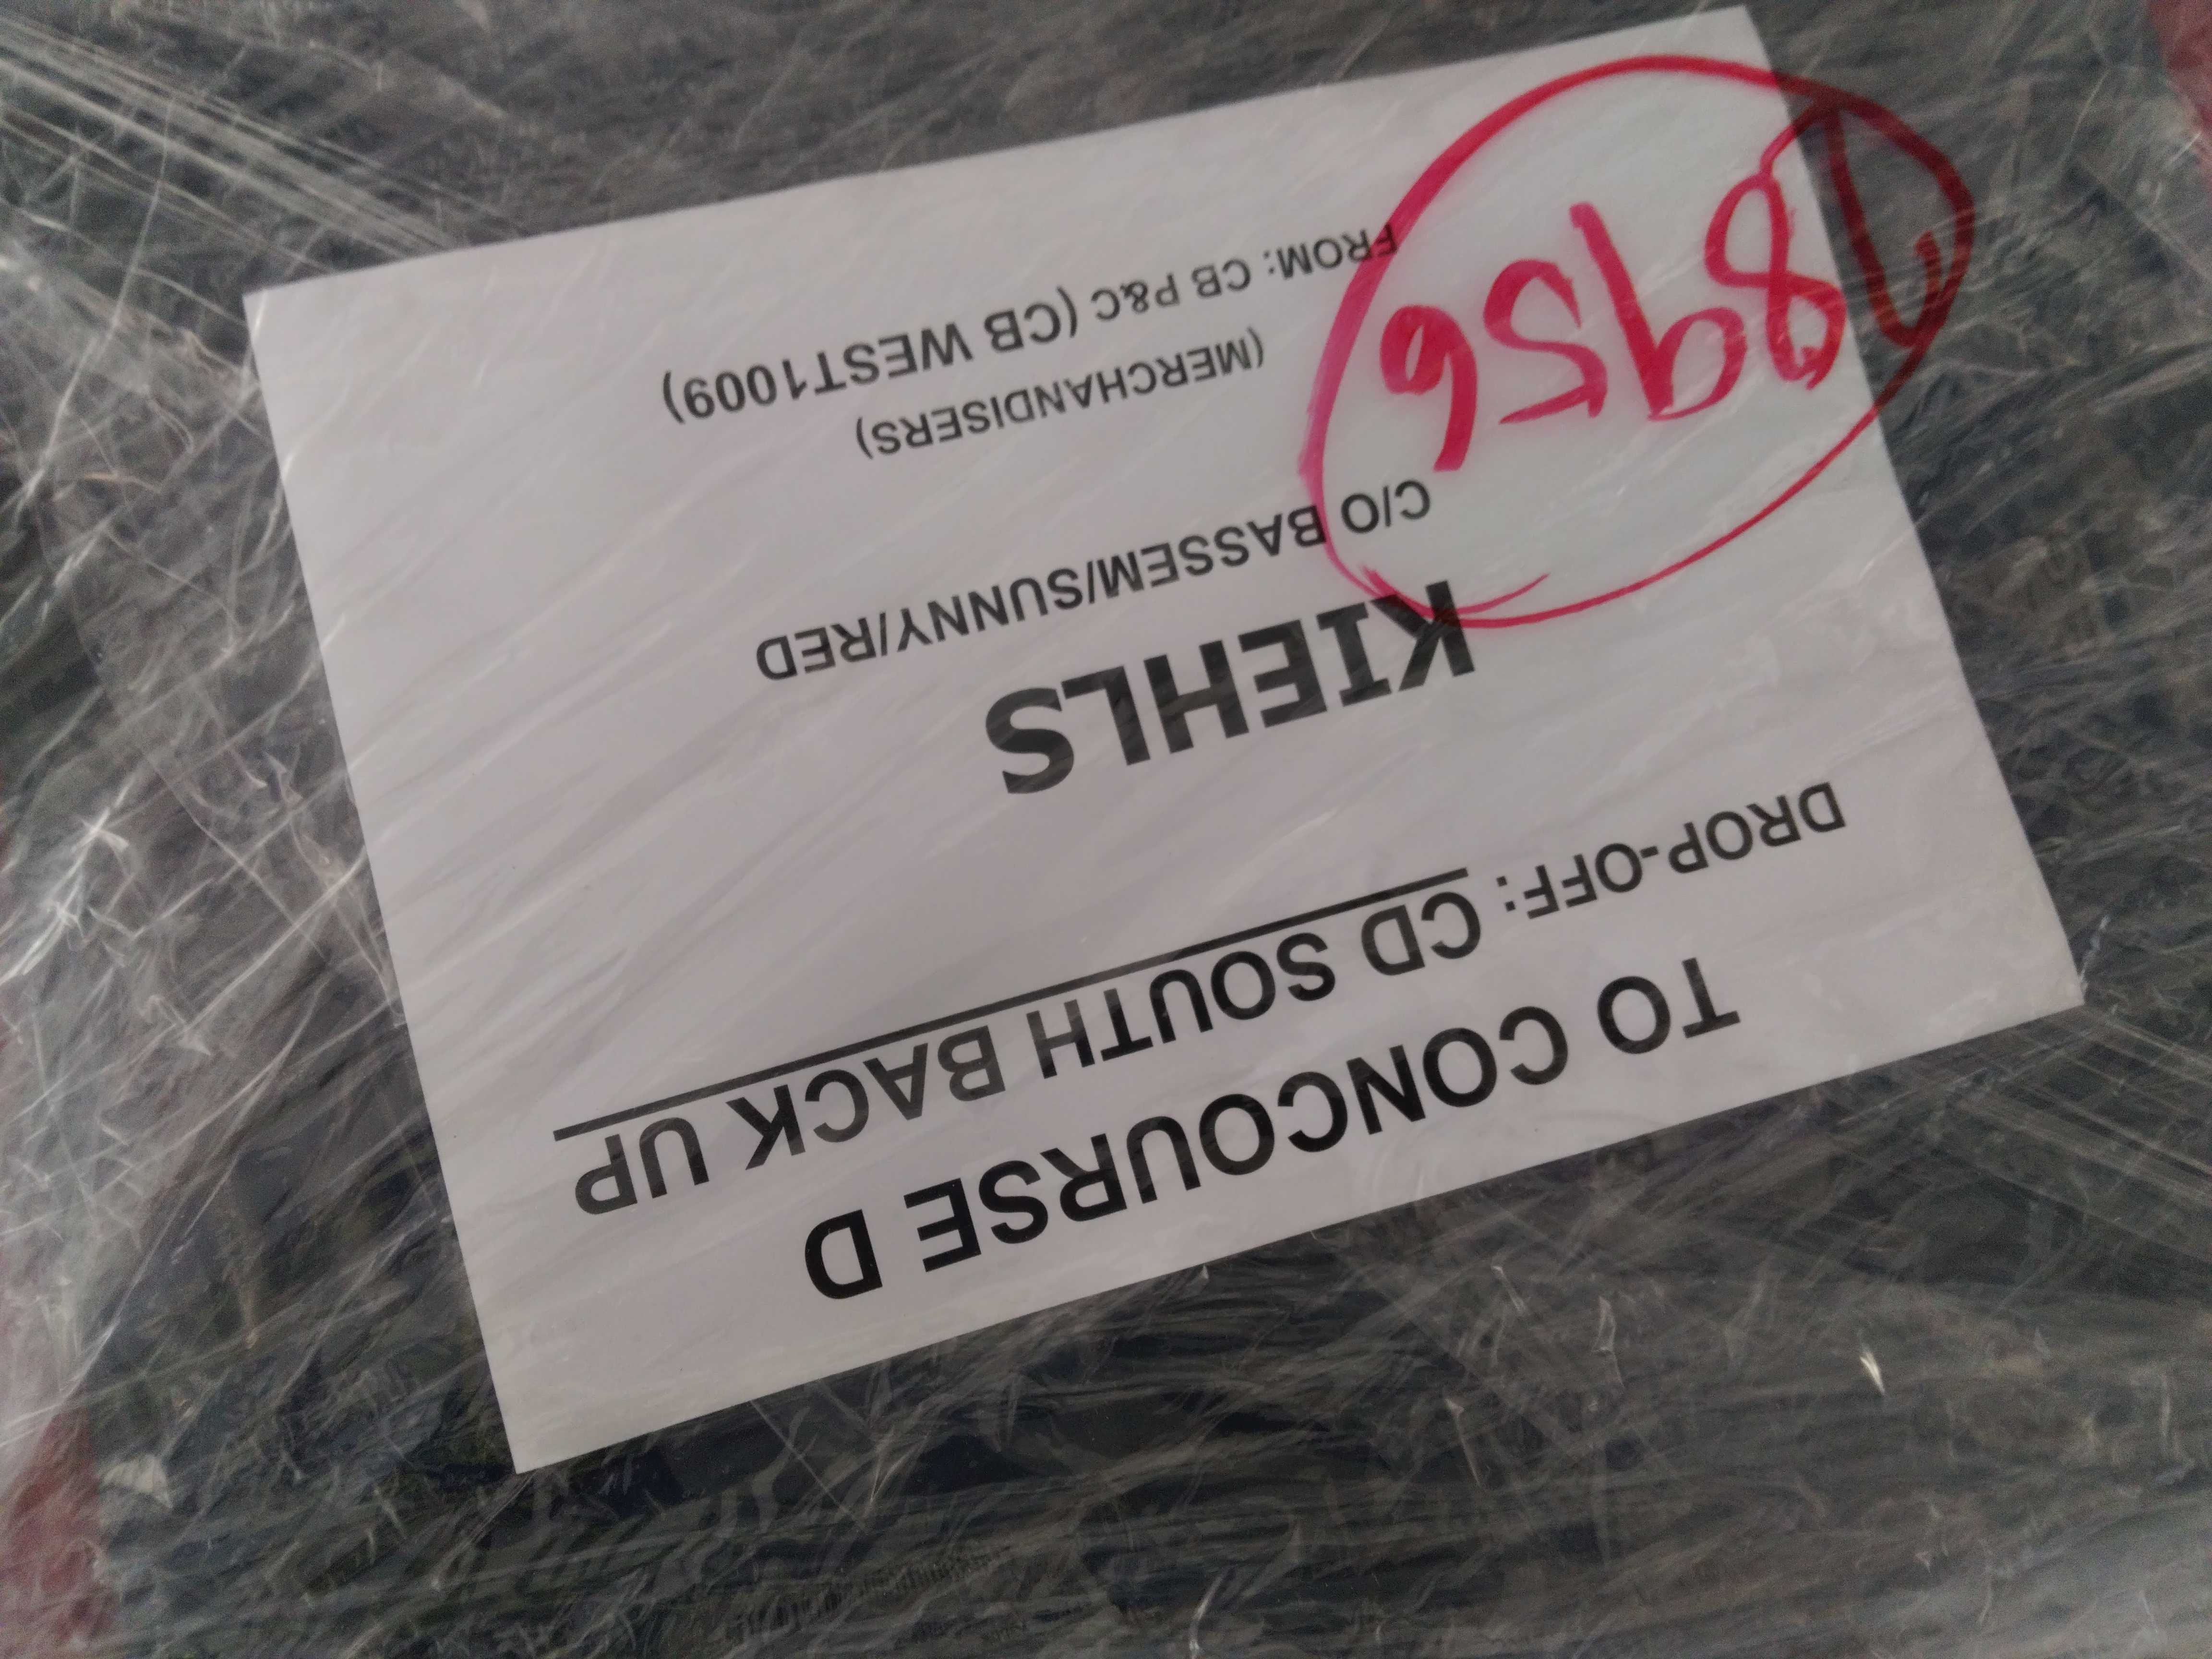 TO CONCOURSE D
DROP-OFF: CD SOUTH BACK UP
KIEHLS
C/O BASSEM/SUNNY/RED
(MERCHANDISERS)
FROM: CB P&C (CB WEST1009)
8956